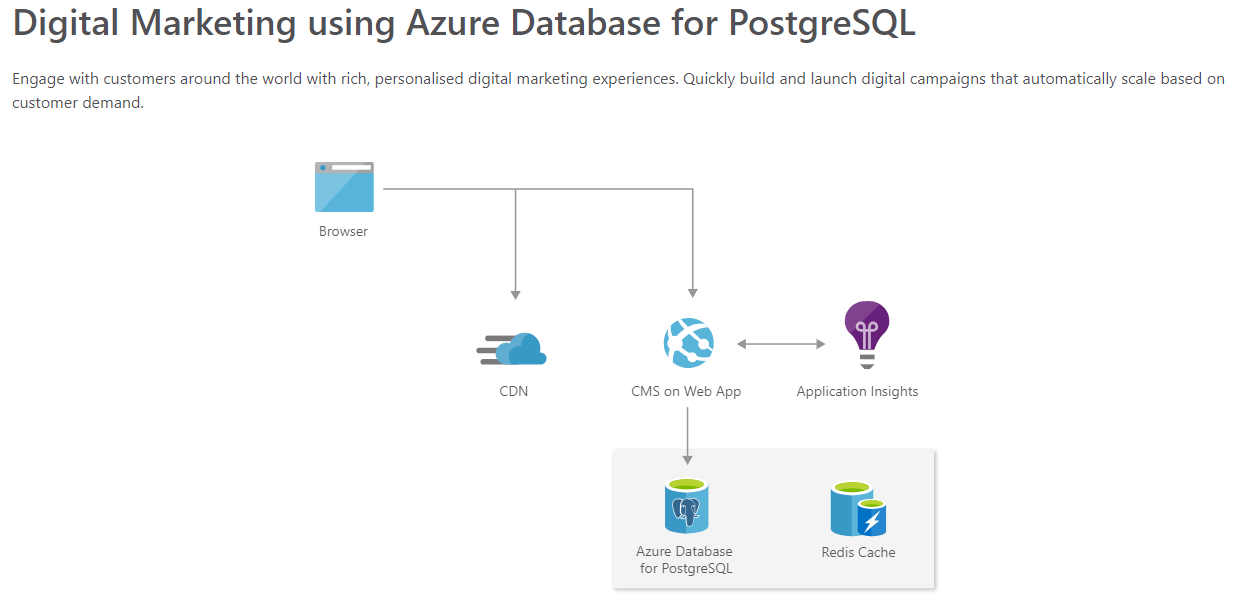 Digital Marketing using Azure Database for PostgreSQL
Engage with customers around the world with rich, personalised digital marketing experiences. Quickly build and launch digital campaigns that automatically scale based on
customer demand.
Browser
CDN
CMS on Web App
Application Insights
Azure Database
for PostgreSQL
Redis Cache